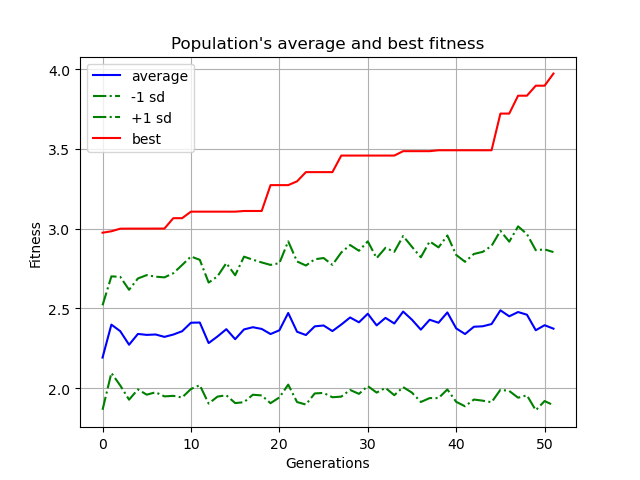 Population's average and best fitness
average
-1 sd
+1 sd
best
4.0
3.5
3.0
2.5
2.0
Fitness
0
10
20
30
40
50
Generations